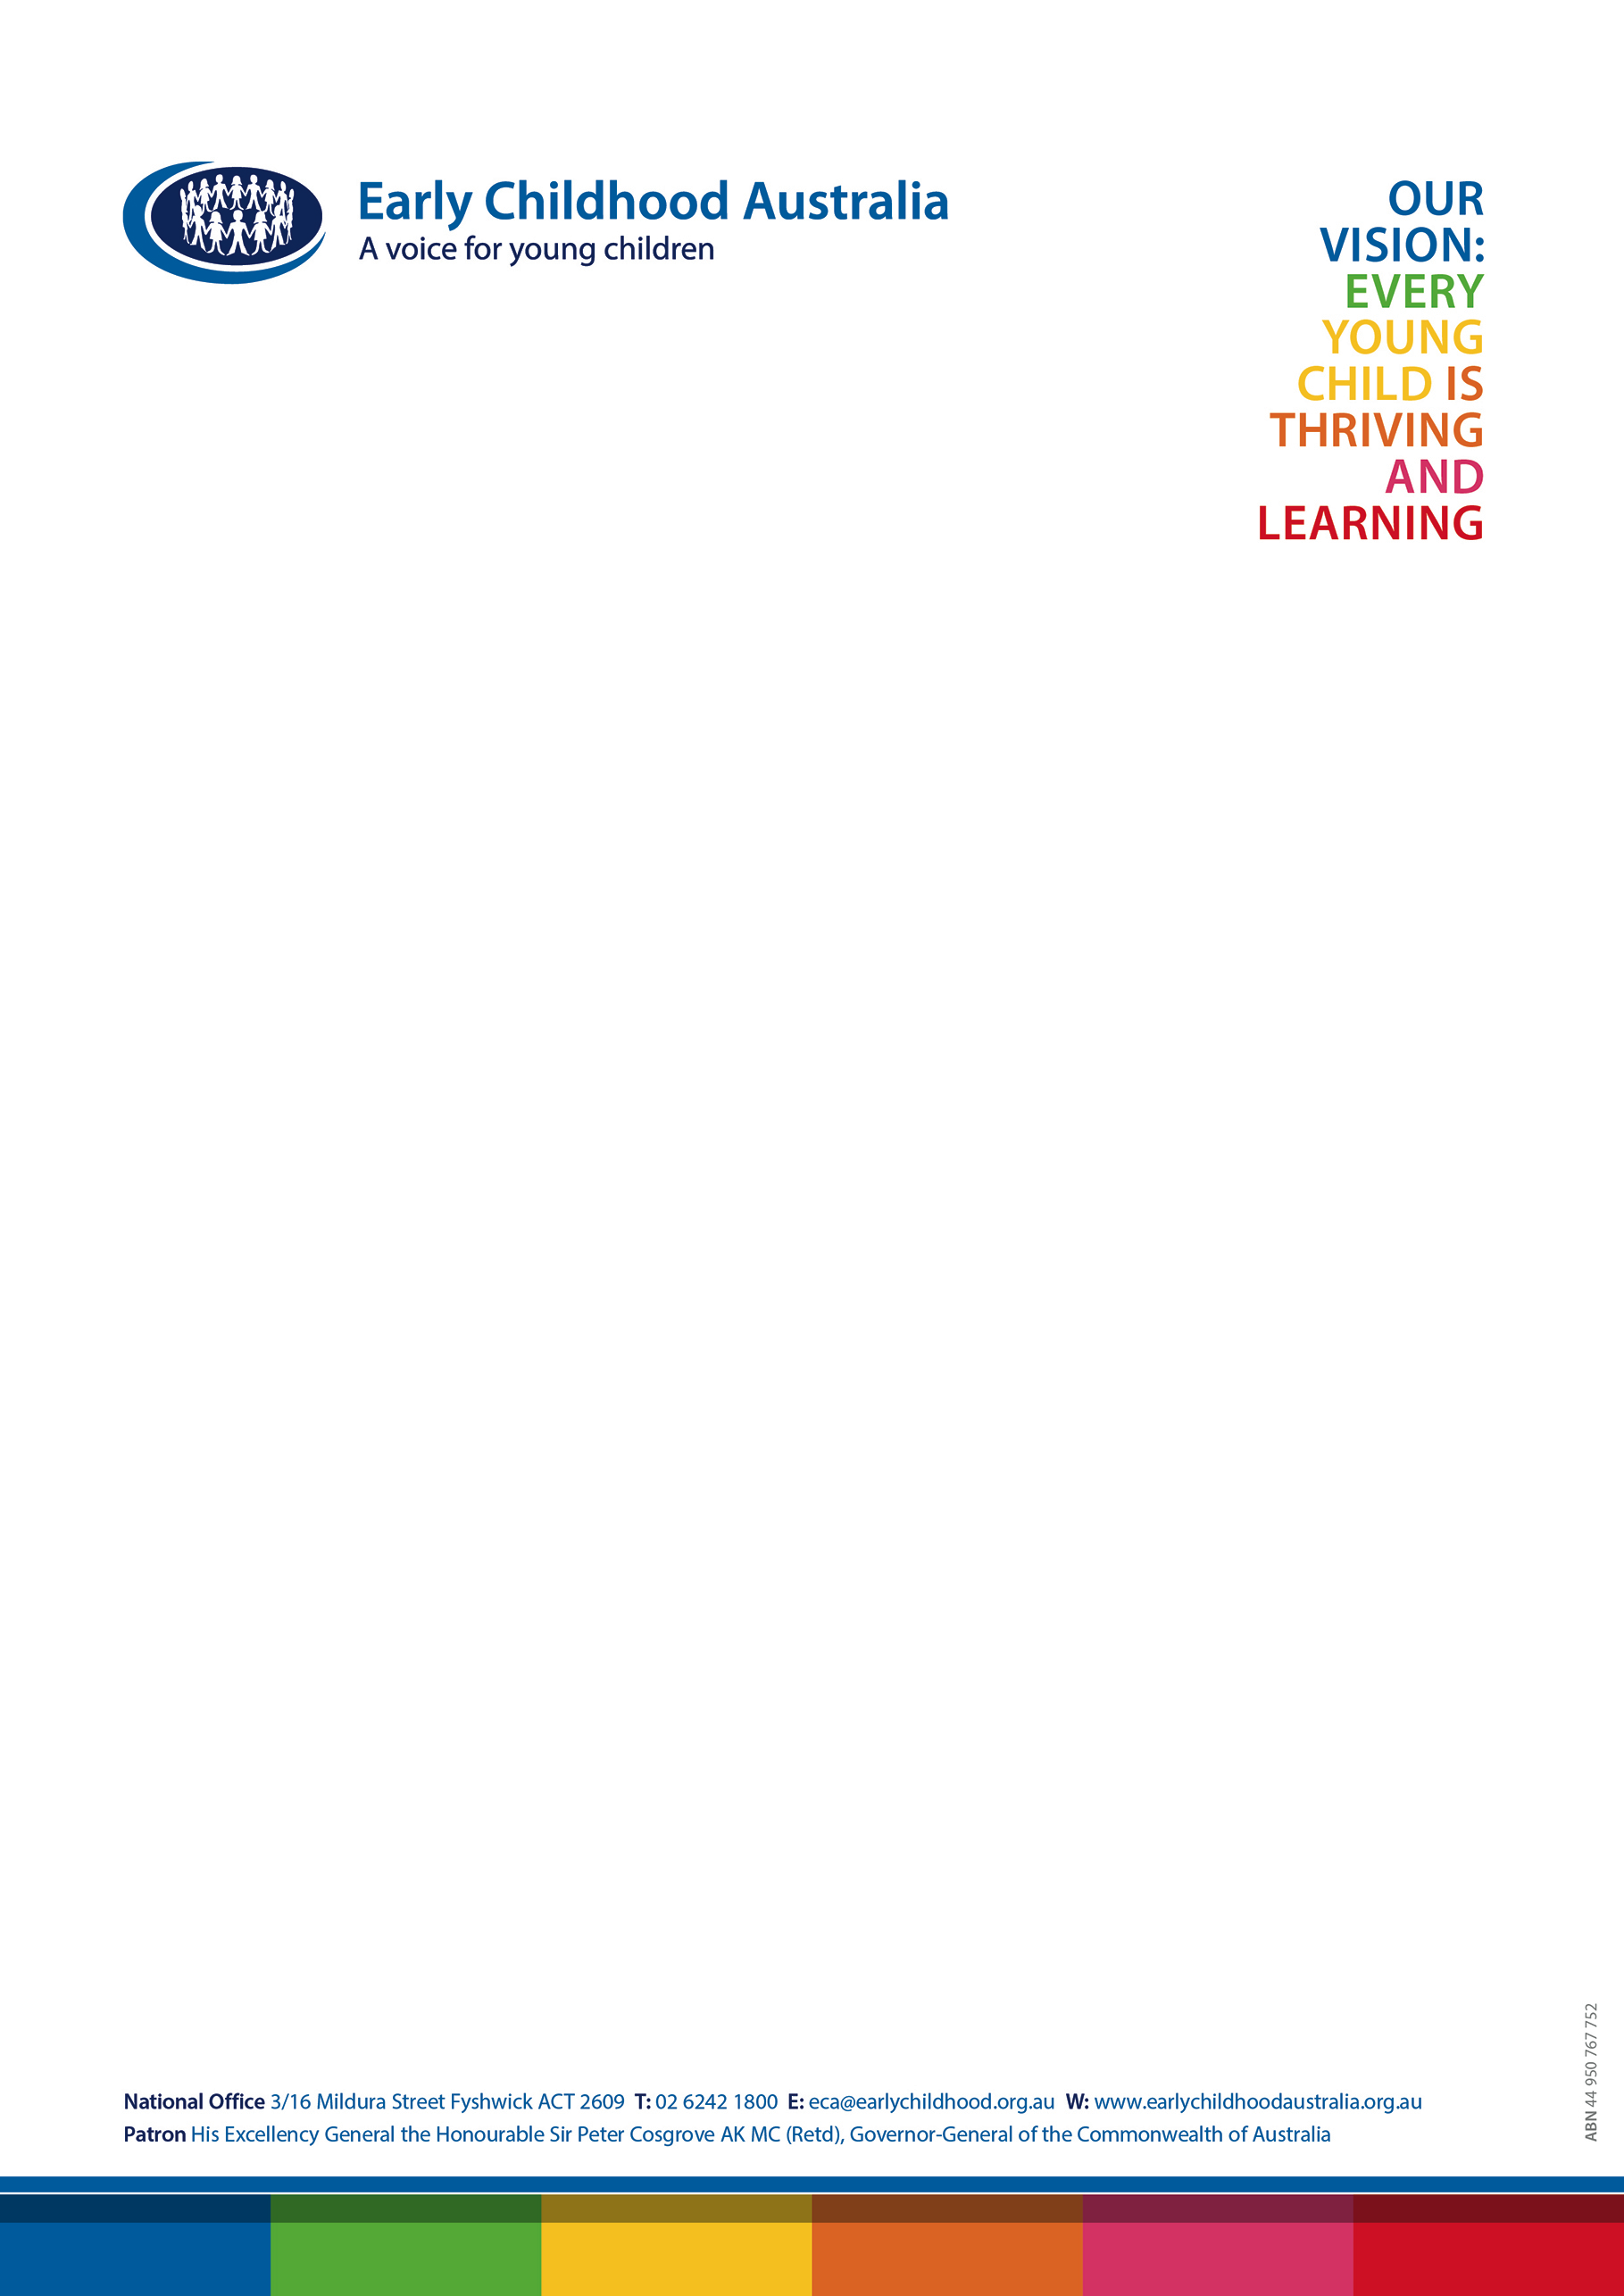 Early Childhood Australia
A voice for young children
OUR
VISION:
EVERY
YOUNG
CHILD IS
THRIVING
AND
LEARNING
National Office 3/16 Mildura Street Fyshwick ACT 2609 T: 02 6242 1800 E: eca@earlychildhood.org.au W: www.earlychildhoodaustralia.org.au
Patron His Excellency General the Honourable Sir Peter Cosgrove AK MC (Retd), Governor-General of the Commonwealth of Australia
ABN 44 950 767 752